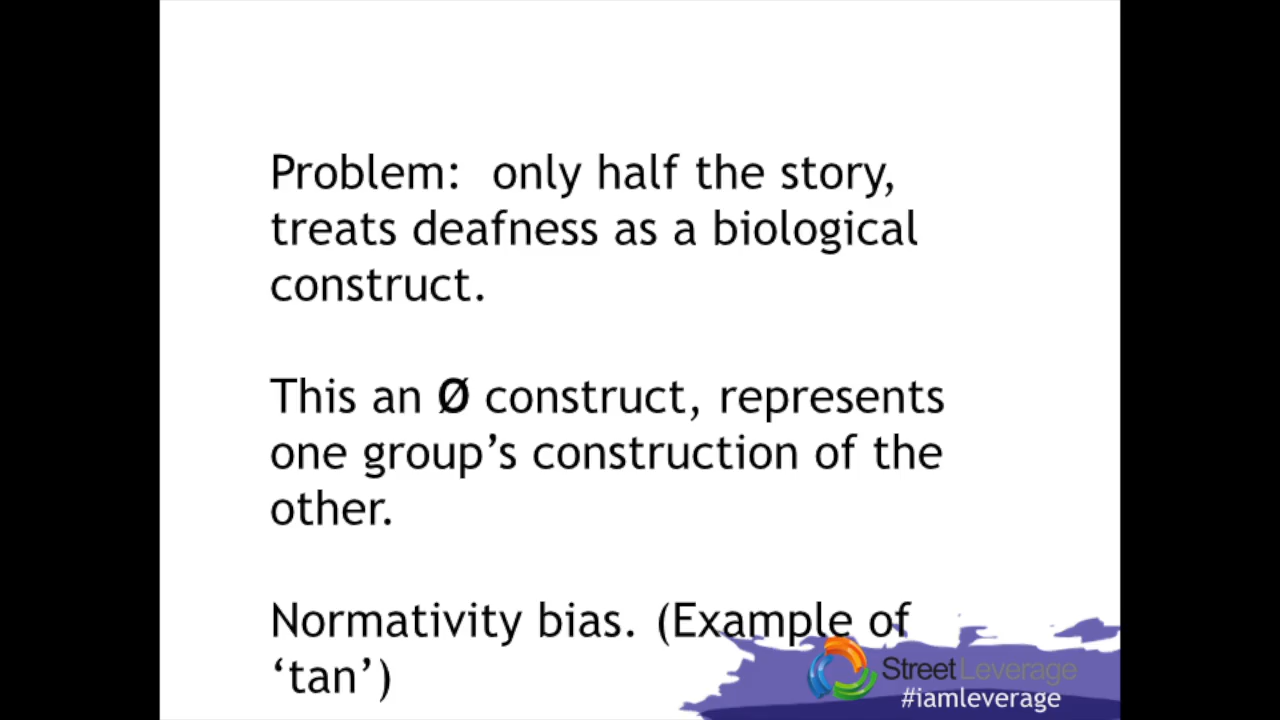 Problem:  only half the story,
treats deafness as a biological
construct.
This an Ø construct, represents
one group’s construction of the
other.
Normativity bias. (Example of
‘tan’)
StreetLeverage
#iamleverage